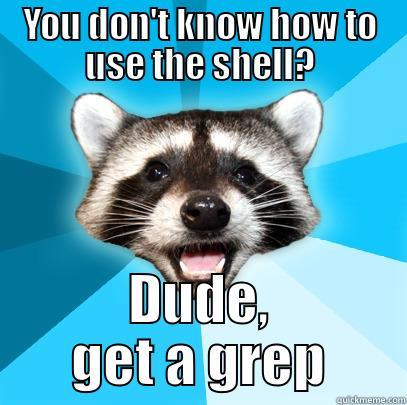 You don't know how to
use the shell?
Dude,
get a grep
quickmeme.com